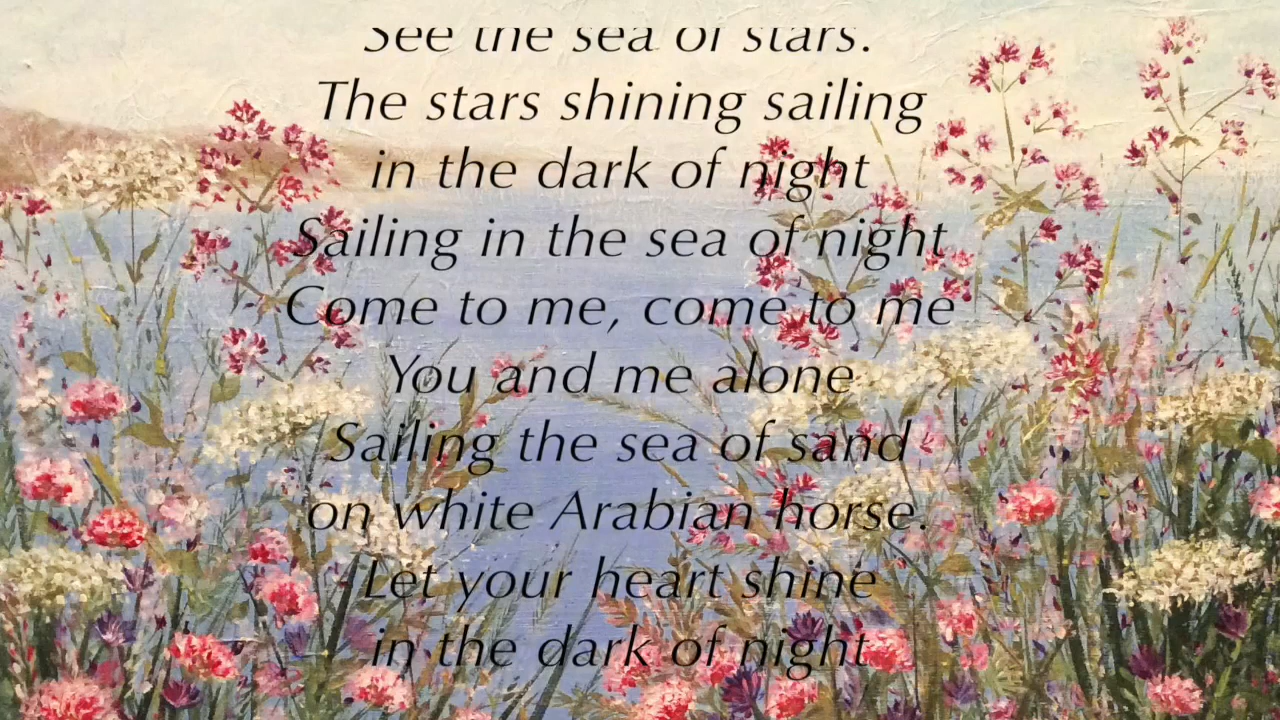 See the sea of stars.
The stars shining sailing
in the dark of night
Sailing in the sea of night
Come to me, come to me
You and me alone
Sailing the sea of sand
on white Arabian horse.
Let your heart shine
in the dark of night